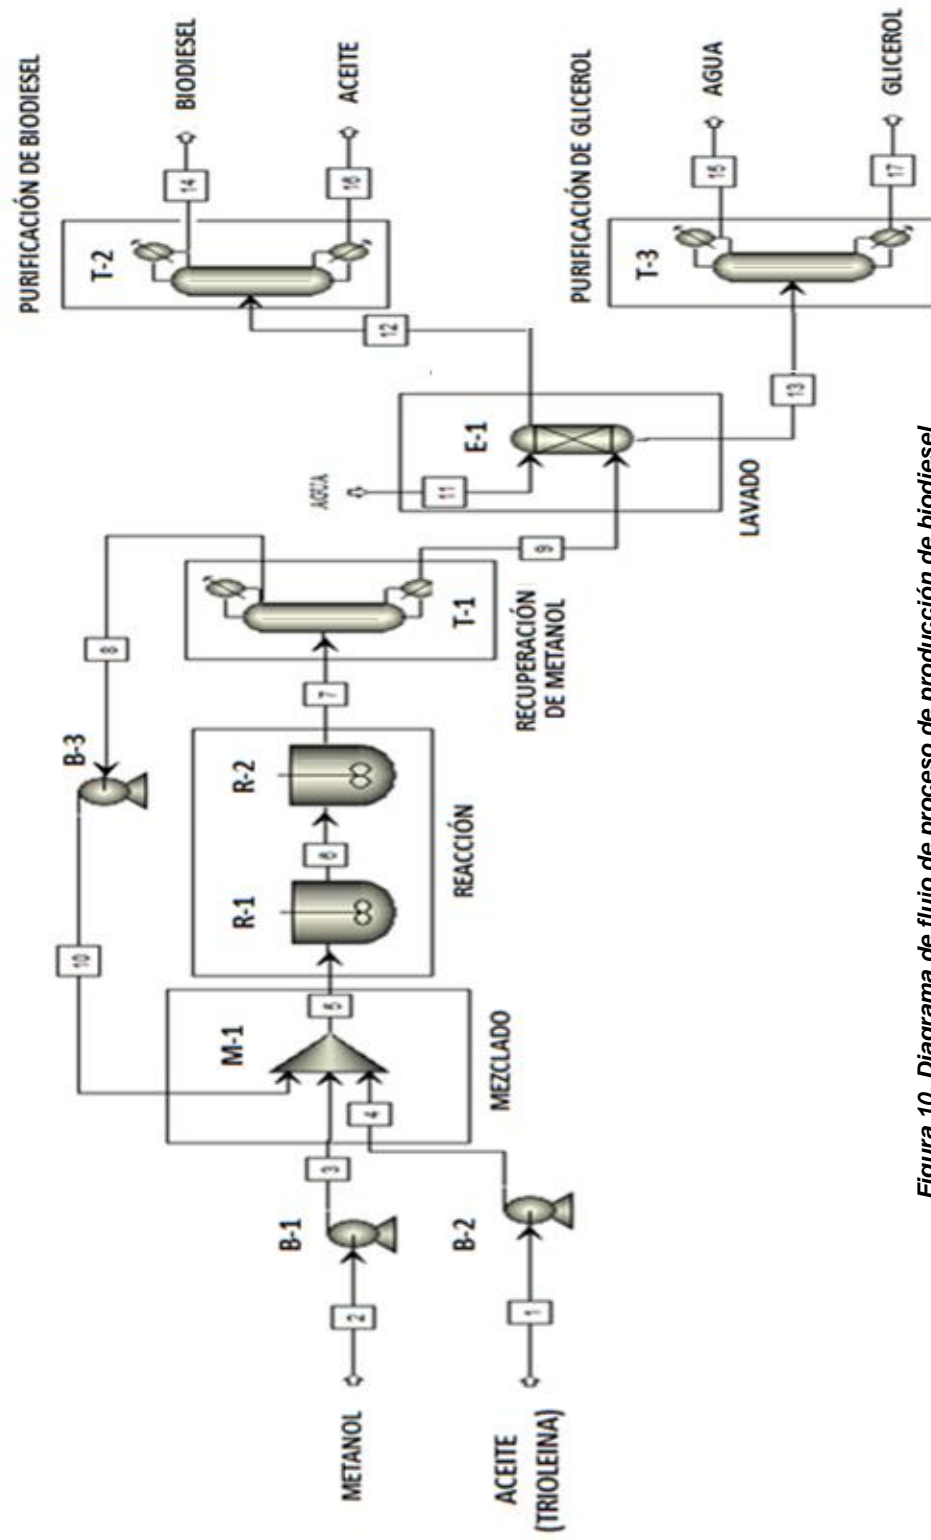 PURIFICACIÓN DE BIODIESEL
T-2
14
BIODIESEL
16
ACEITE
12
PURIFICACIÓN DE GLICEROL
T-3
15
AGUA
17
GLICEROL
13
AGUA
11
E-1
LAVADO
8
B-3
10
T-1
9
RECUPERACIÓN
DE METANOL
7
R-1
6
R-2
REACCIÓN
M-1
5
4
3
MEZCLADO
B-1
2
METANOL
B-2
1
ACEITE
(TRIOLEINA)
Figura 10. Diagrama de flujo de proceso de producción de biodiesel